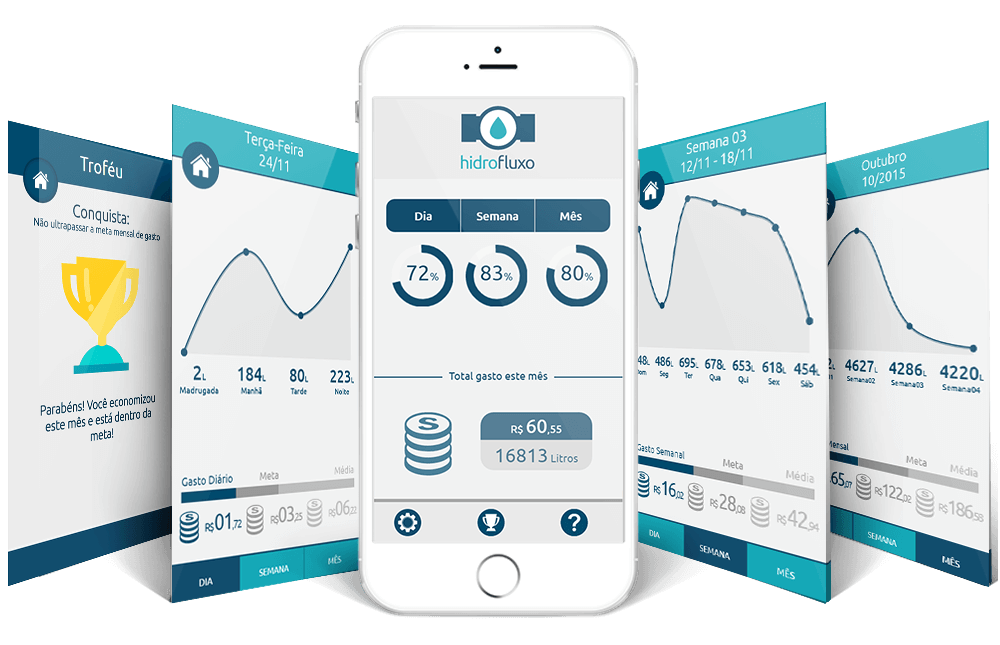 Troféu
Conquista:
Não ultrapassar a meta mensal de gasto
Parabéns! Você economizou
este mês e está dentro da
meta!
Terça-Feira
24/11
2L 184L 80L 223L
Madrugada Manhã Tarde Noite
Gasto Diário Meta Média
R$01,72 R$03,25 R$06,22
DIA SEMANA MÊS
hidrofluxo
Dia Semana Mês
72% 83% 80%
Total gasto este mês
R$ 60,55
16813 Litros
?
Semana 03
12/11 - 18/11
486L 695L 678L 653L 618L 454L
Seg Ter Qua Qui Sex Sáb
Gasto Semanal Meta Média
R$16,02 R$28,08 R$42,94
DIA SEMANA MÊS
Outubro
10/2015
4627L 4286L 4220L
Semana02 Semana03 Semana04
Meta Média
R$122,02 R$186,58
SEMANA MÊS